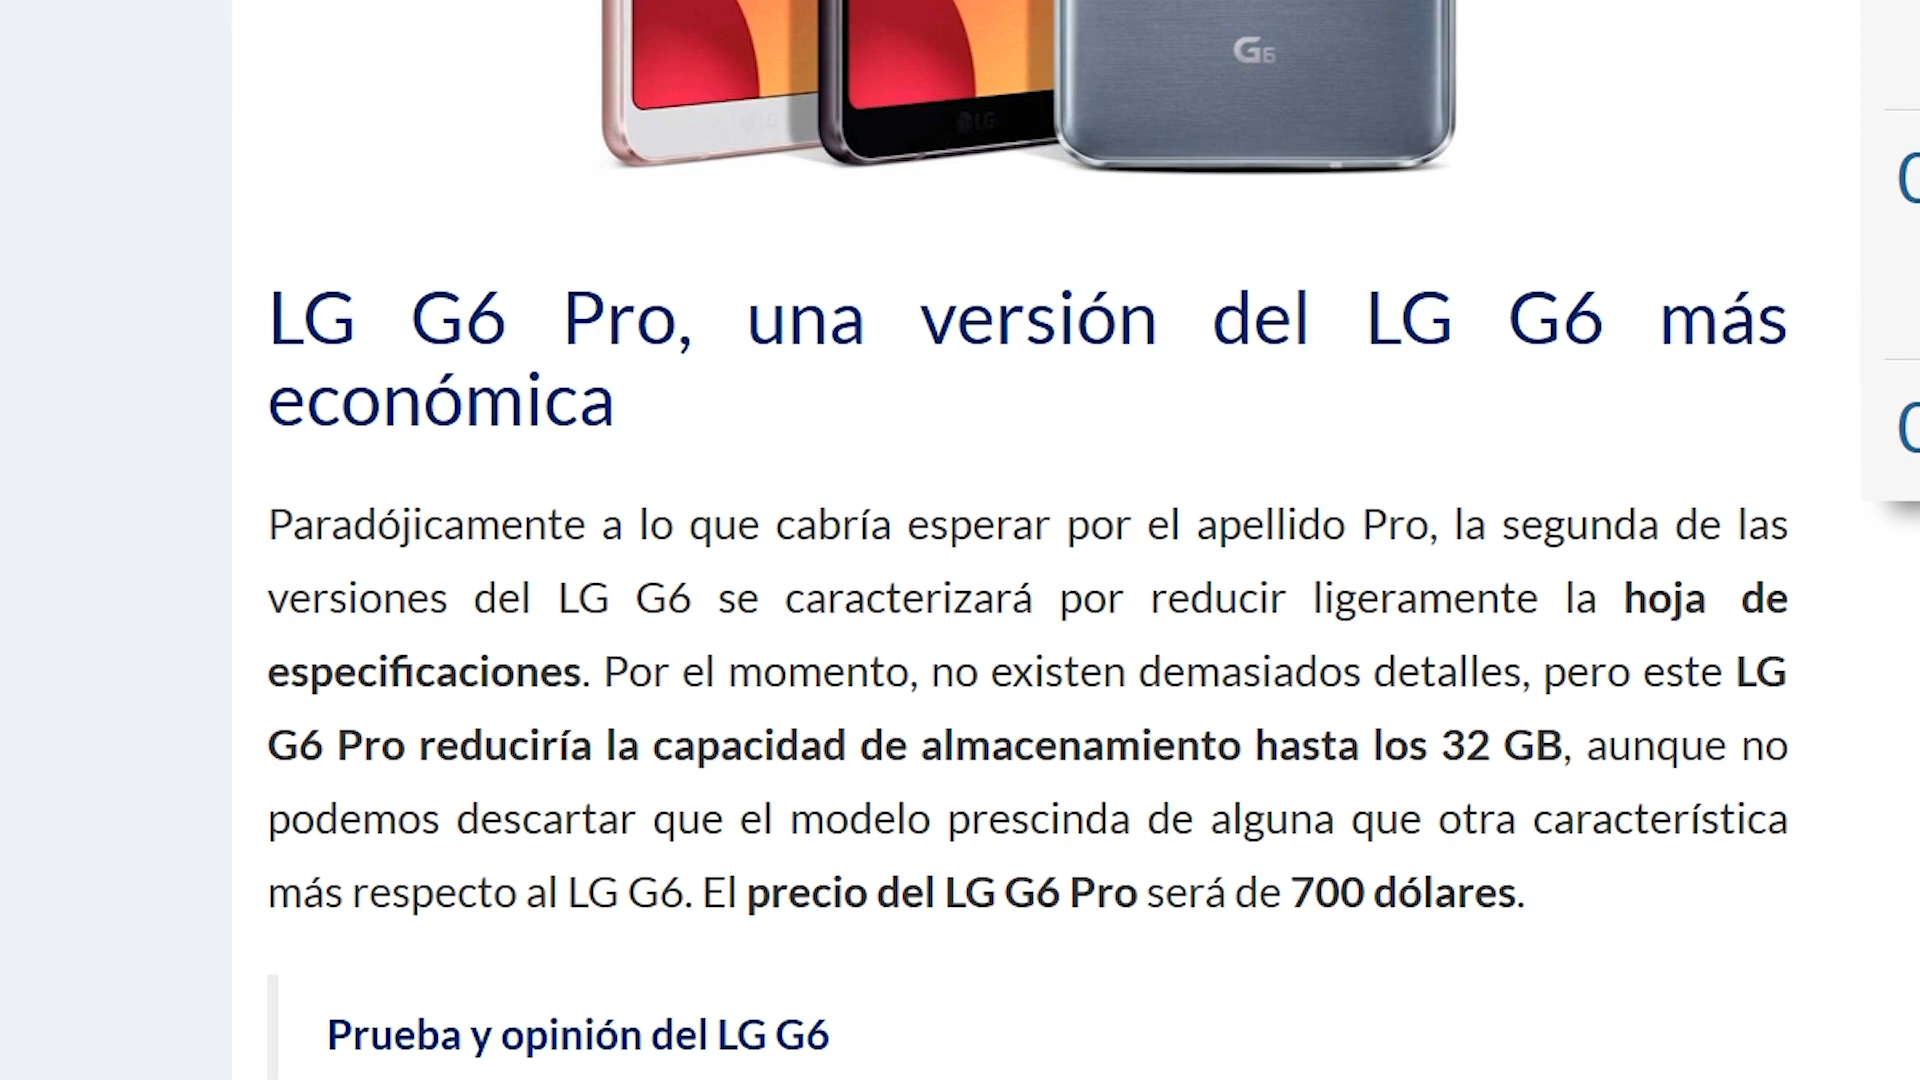 G6
LG
LG
LG G6 Pro, una versión del LG G6 más
económica
Paradójicamente a lo que cabría esperar por el apellido Pro, la segunda de las
versiones del LG G6 se caracterizará por reducir ligeramente la hoja de
especificaciones. Por el momento, no existen demasiados detalles, pero este LG
G6 Pro reduciría la capacidad de almacenamiento hasta los 32 GB, aunque no
podemos descartar que el modelo prescinda de alguna que otra característica
más respecto al LG G6. El precio del LG G6 Pro será de 700 dólares.
Prueba y opinión del LG G6